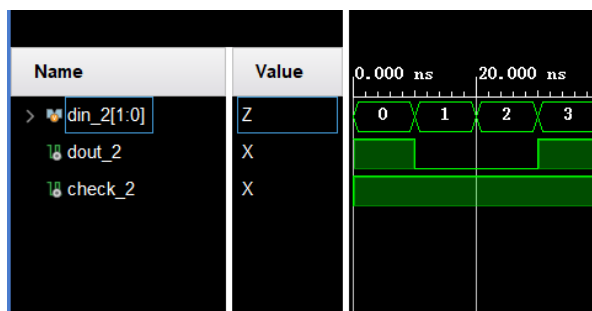 Name Value 0.000 ns 20.000 ns
din_2[1:0] Z 0 1 2 3
dout_2 X
check_2 X